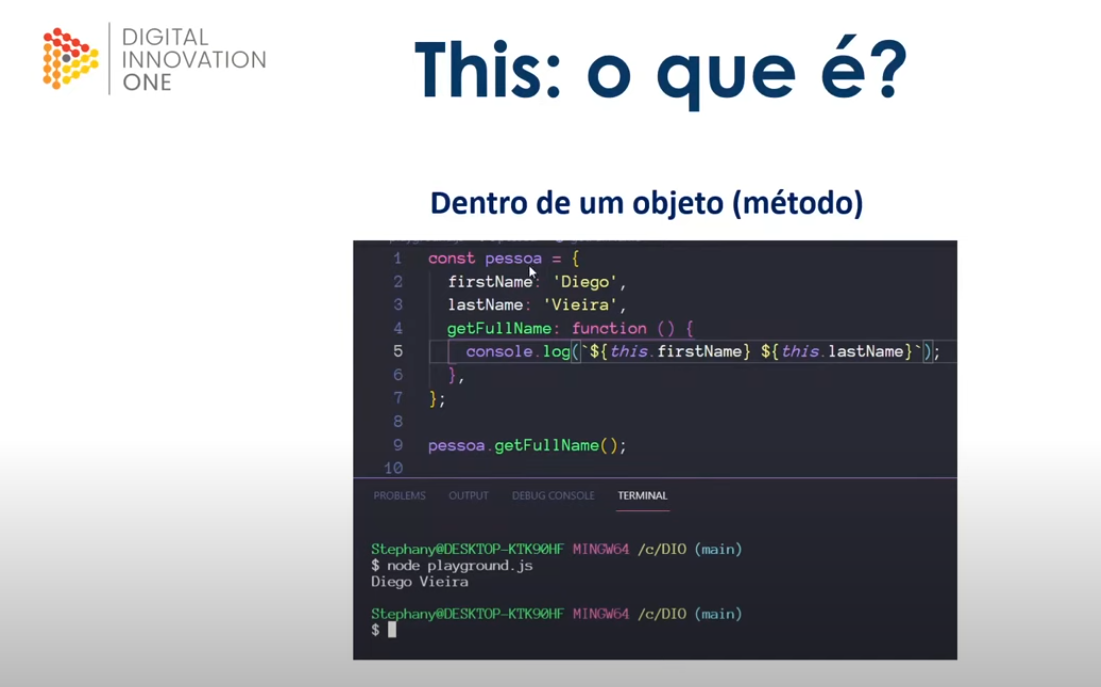 DIGITAL
INNOVATION
ONE
This: o que é?
Dentro de um objeto (método)
1 const pessoa = {
2 firstName: 'Diego',
3 lastName: 'Vieira',
4 getFullName: function () {
5 console.log(`${this.firstName} ${this.lastName}`);
6 },
7 };
8
9 pessoa.getFullName();
10
PROBLEMS OUTPUT DEBUG CONSOLE TERMINAL
Stephany@DESKTOP-KTK90HF MINGW64 /c/DIO (main)
$ node playground.js
Diego Vieira
Stephany@DESKTOP-KTK90HF MINGW64 /c/DIO (main)
$